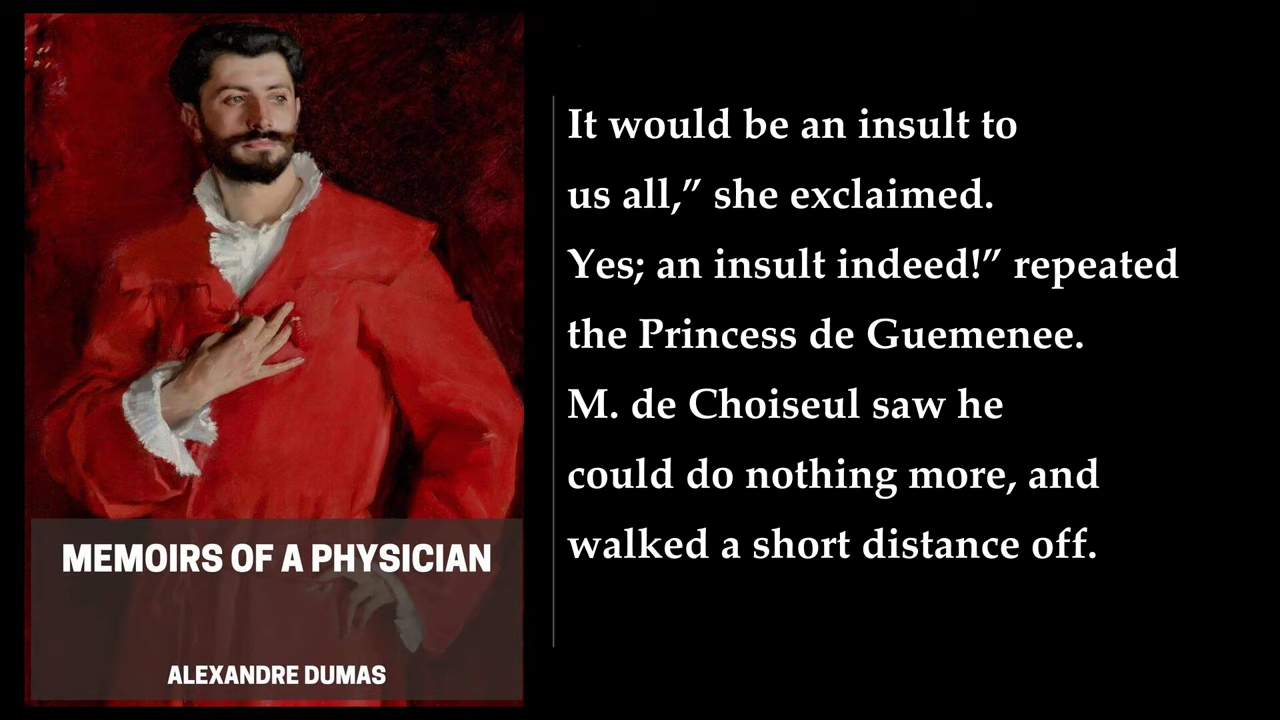 MEMOIRS OF A PHYSICIAN
ALEXANDRE DUMAS
It would be an insult to
us all,” she exclaimed.
Yes; an insult indeed!” repeated
the Princess de Guemenee.
M. de Choiseul saw he
could do nothing more, and
walked a short distance off.